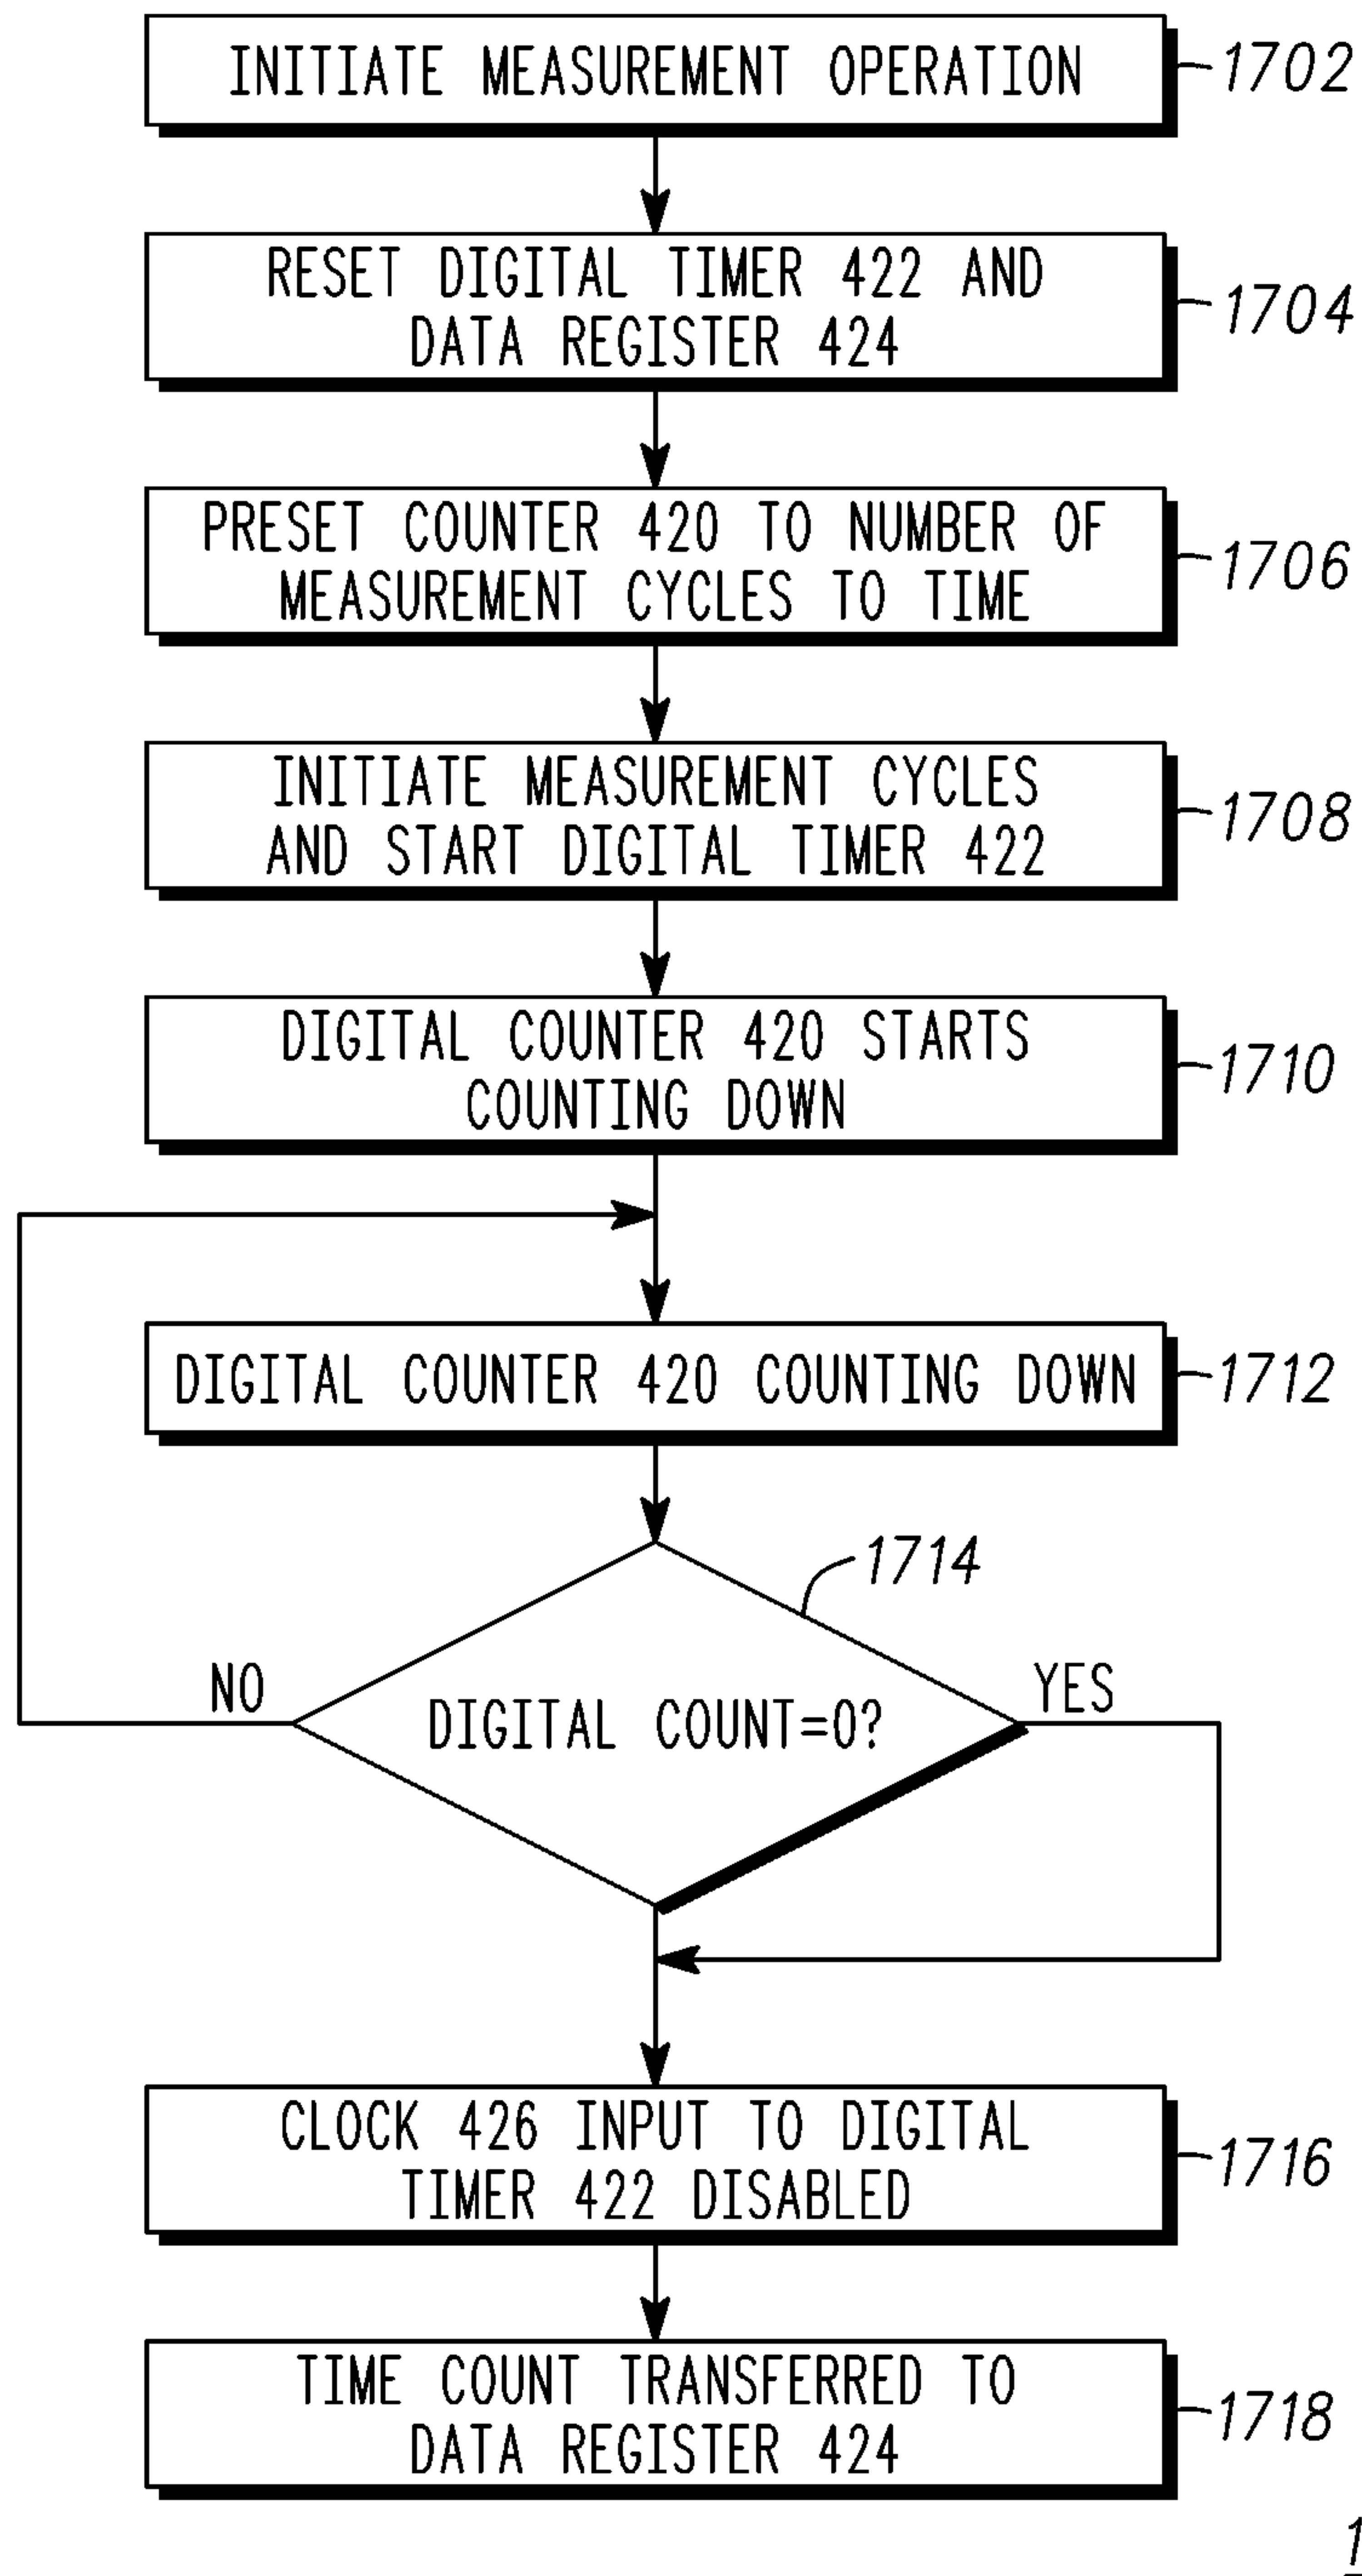 INITIATE MEASUREMENT OPERATION
1702
RESET DIGITAL TIMER 422 AND
DATA REGISTER 424
1704
PRESET COUNTER 420 TO NUMBER OF
MEASUREMENT CYCLES TO TIME
1706
INITIATE MEASUREMENT CYCLES
AND START DIGITAL TIMER 422
1708
DIGITAL COUNTER 420 STARTS
COUNTING DOWN
1710
DIGITAL COUNTER 420 COUNTING DOWN
1712
1714
NO
YES
DIGITAL COUNT=0?
CLOCK 426 INPUT TO DIGITAL
TIMER 422 DISABLED
1716
TIME COUNT TRANSFERRED TO
DATA REGISTER 424
1718